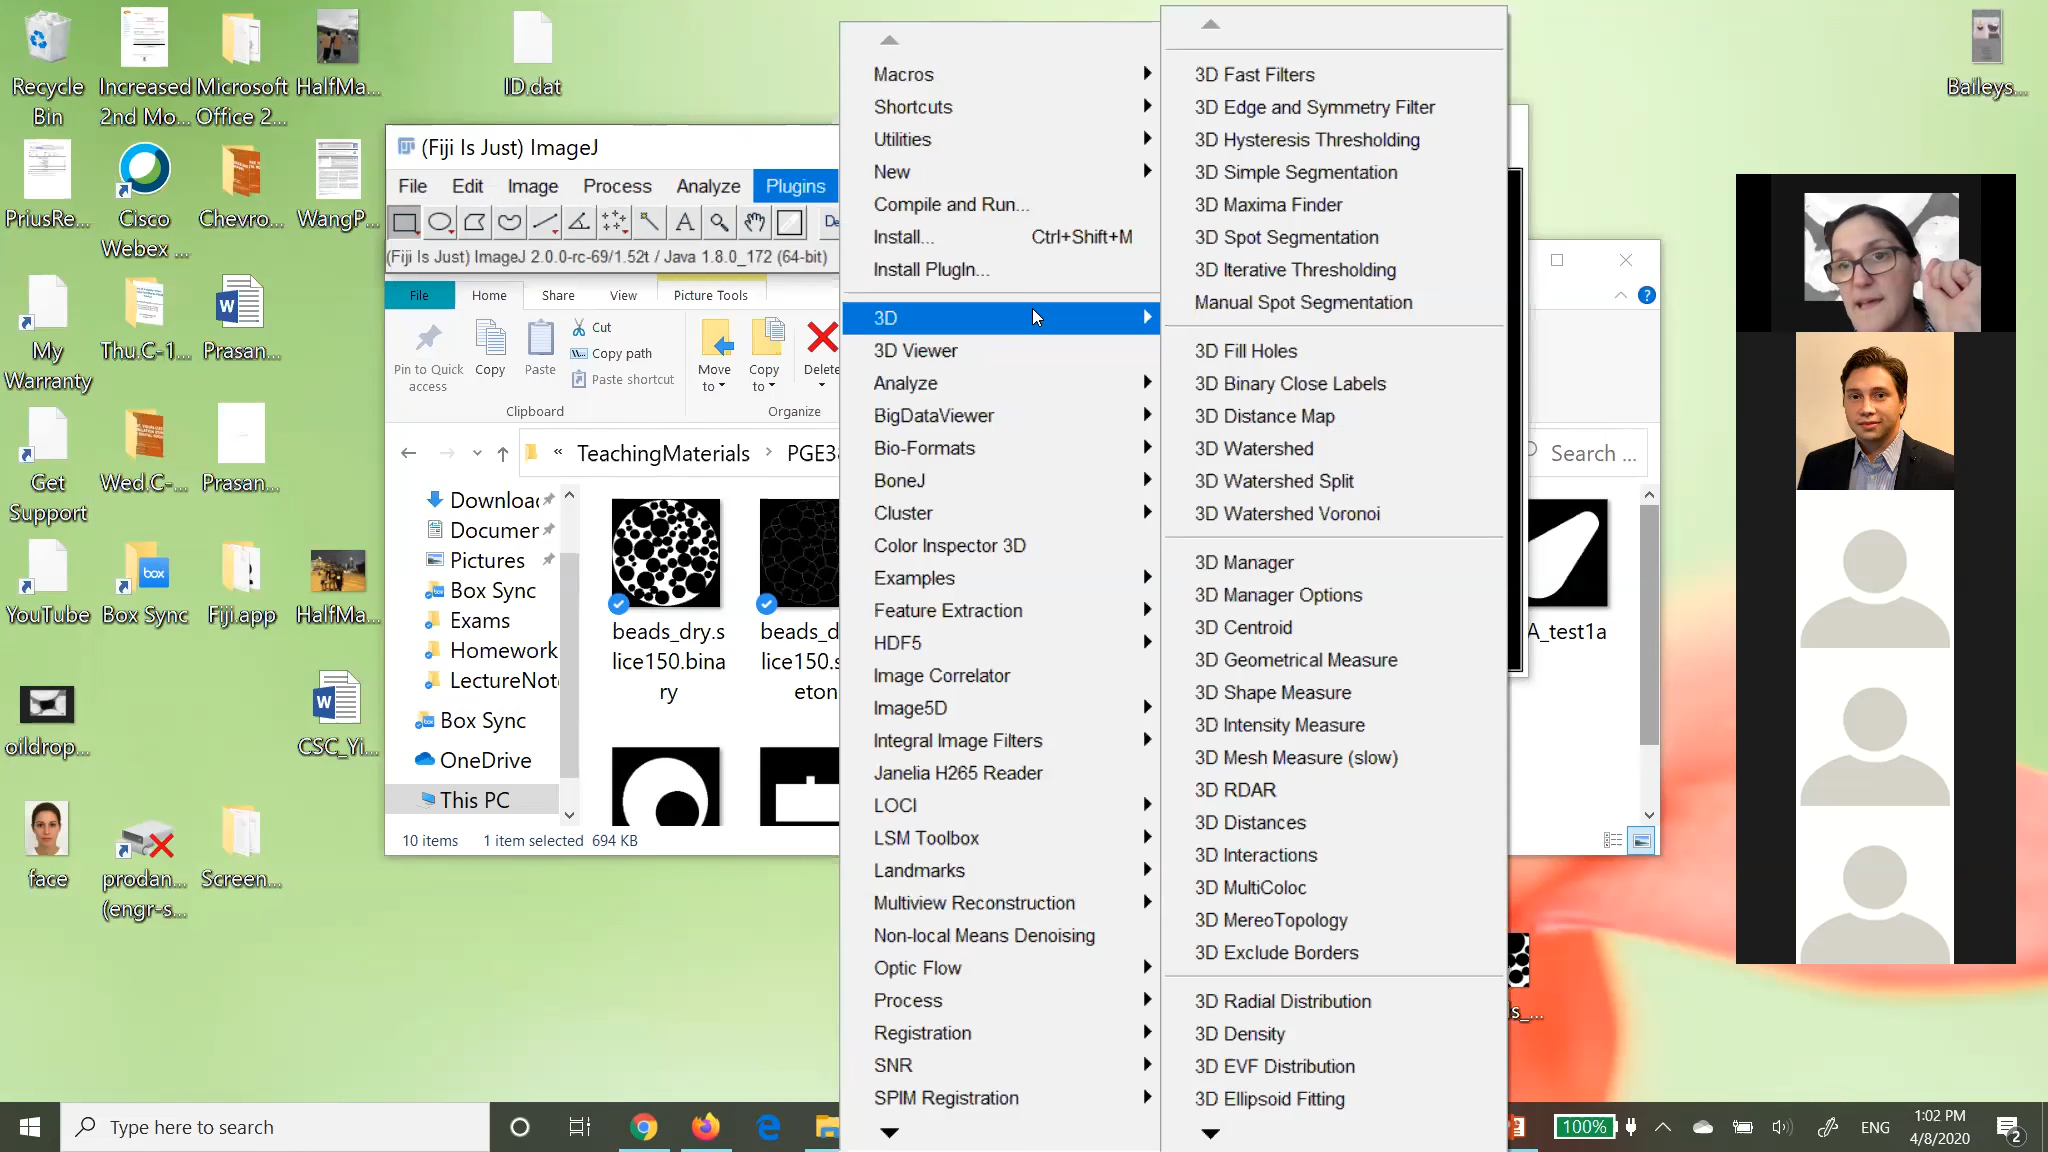 Recycle
Bin
Increased
2nd Mo...
Microsoft
Office 2...
HalfMa...
ID.dat
Baileys...
PriusRe...
Cisco
Webex ...
Chevro...
WangP...
My
Warranty
Thu.C-1...
Prasan...
Get
Support
Wed.C-...
Prasan...
YouTube
box
Box Sync
Fiji.app
HalfMa...
oildrop...
CSC_Yi...
face
prodan...
(engr-s...
Screen...
(Fiji Is Just) ImageJ
File Edit Image Process Analyze Plugins
(Fiji Is Just) ImageJ 2.0.0-rc-69/1.52t / Java 1.8.0_172 (64-bit)
File Home Share View Picture Tools
Pin to Quick
access
Copy
Paste
Cut
Copy path
Paste shortcut
Clipboard
Move
to
Copy
to
Delete
Organize
« TeachingMaterials > PGE3
Search ...
Documer
Pictures
Box Sync
Exams
Homework
LectureNot
Box Sync
OneDrive
This PC
beads_dry.s
lice150.bina
ry
beads_d
lice150.s
eton
A_test1a
10 items 1 item selected 694 KB
Macros
Shortcuts
Utilities
New
Compile and Run...
Install... Ctrl+Shift+M
Install PlugIn...
3D
3D Viewer
Analyze
BigDataViewer
Bio-Formats
BoneJ
Cluster
Color Inspector 3D
Examples
Feature Extraction
HDF5
Image Correlator
Image5D
Integral Image Filters
Janelia H265 Reader
LOCI
LSM Toolbox
Landmarks
Multiview Reconstruction
Non-local Means Denoising
Optic Flow
Process
Registration
SNR
SPIM Registration
3D Fast Filters
3D Edge and Symmetry Filter
3D Hysteresis Thresholding
3D Simple Segmentation
3D Maxima Finder
3D Spot Segmentation
3D Iterative Thresholding
Manual Spot Segmentation
3D Fill Holes
3D Binary Close Labels
3D Distance Map
3D Watershed
3D Watershed Split
3D Watershed Voronoi
3D Manager
3D Manager Options
3D Centroid
3D Geometrical Measure
3D Shape Measure
3D Intensity Measure
3D Mesh Measure (slow)
3D RDAR
3D Distances
3D Interactions
3D MultiColoc
3D MereoTopology
3D Exclude Borders
3D Radial Distribution
3D Density
3D EVF Distribution
3D Ellipsoid Fitting
Type here to search
100%
ENG
1:02 PM
4/8/2020
2